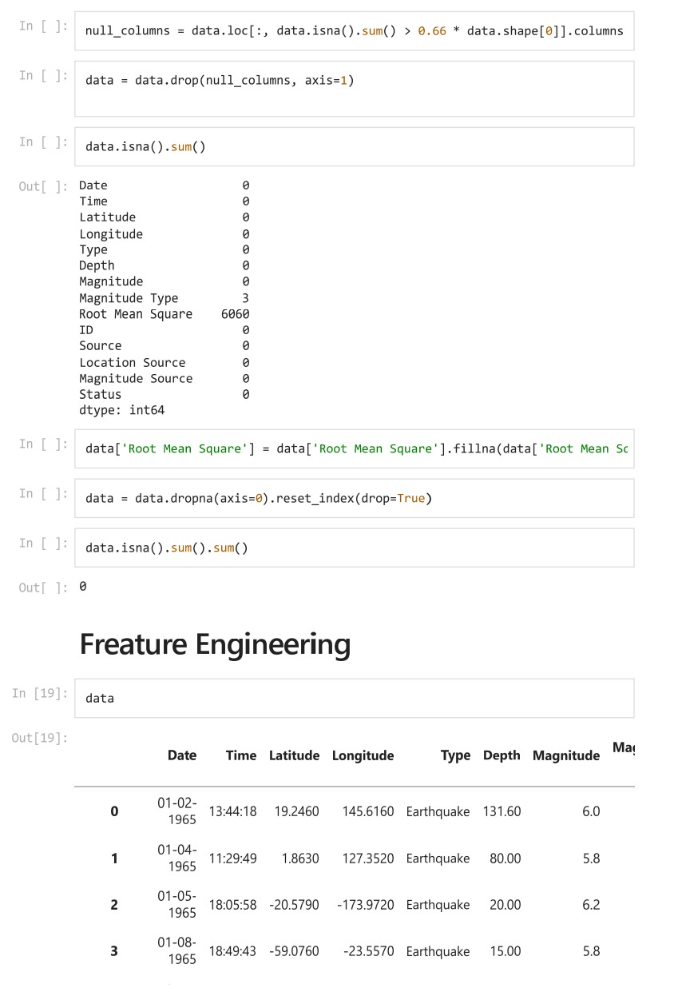 In [ ]: null_columns = data.loc[:, data.isna().sum() > 0.66 * data.shape[0]].columns
In [ ]: data = data.drop(null_columns, axis=1)
In [ ]: data.isna().sum()
Out[ ]: Date 0
Time 0
Latitude 0
Longitude 0
Type 0
Depth 0
Magnitude 0
Magnitude Type 3
Root Mean Square 6060
ID 0
Source 0
Location Source 0
Magnitude Source 0
Status 0
dtype: int64
In [ ]: data['Root Mean Square'] = data['Root Mean Square'].fillna(data['Root Mean Sq
In [ ]: data = data.dropna(axis=0).reset_index(drop=True)
In [ ]: data.isna().sum().sum()
Out[ ]: 0
Freature Engineering
In [19]: data
Out[19]:
Date Time Latitude Longitude Type Depth Magnitude Mag
0 01-02-1965 13:44:18 19.2460 145.6160 Earthquake 131.60 6.0
1 01-04-1965 11:29:49 1.8630 127.3520 Earthquake 80.00 5.8
2 01-05-1965 18:05:58 -20.5790 -173.9720 Earthquake 20.00 6.2
3 01-08-1965 18:49:43 -59.0760 -23.5570 Earthquake 15.00 5.8